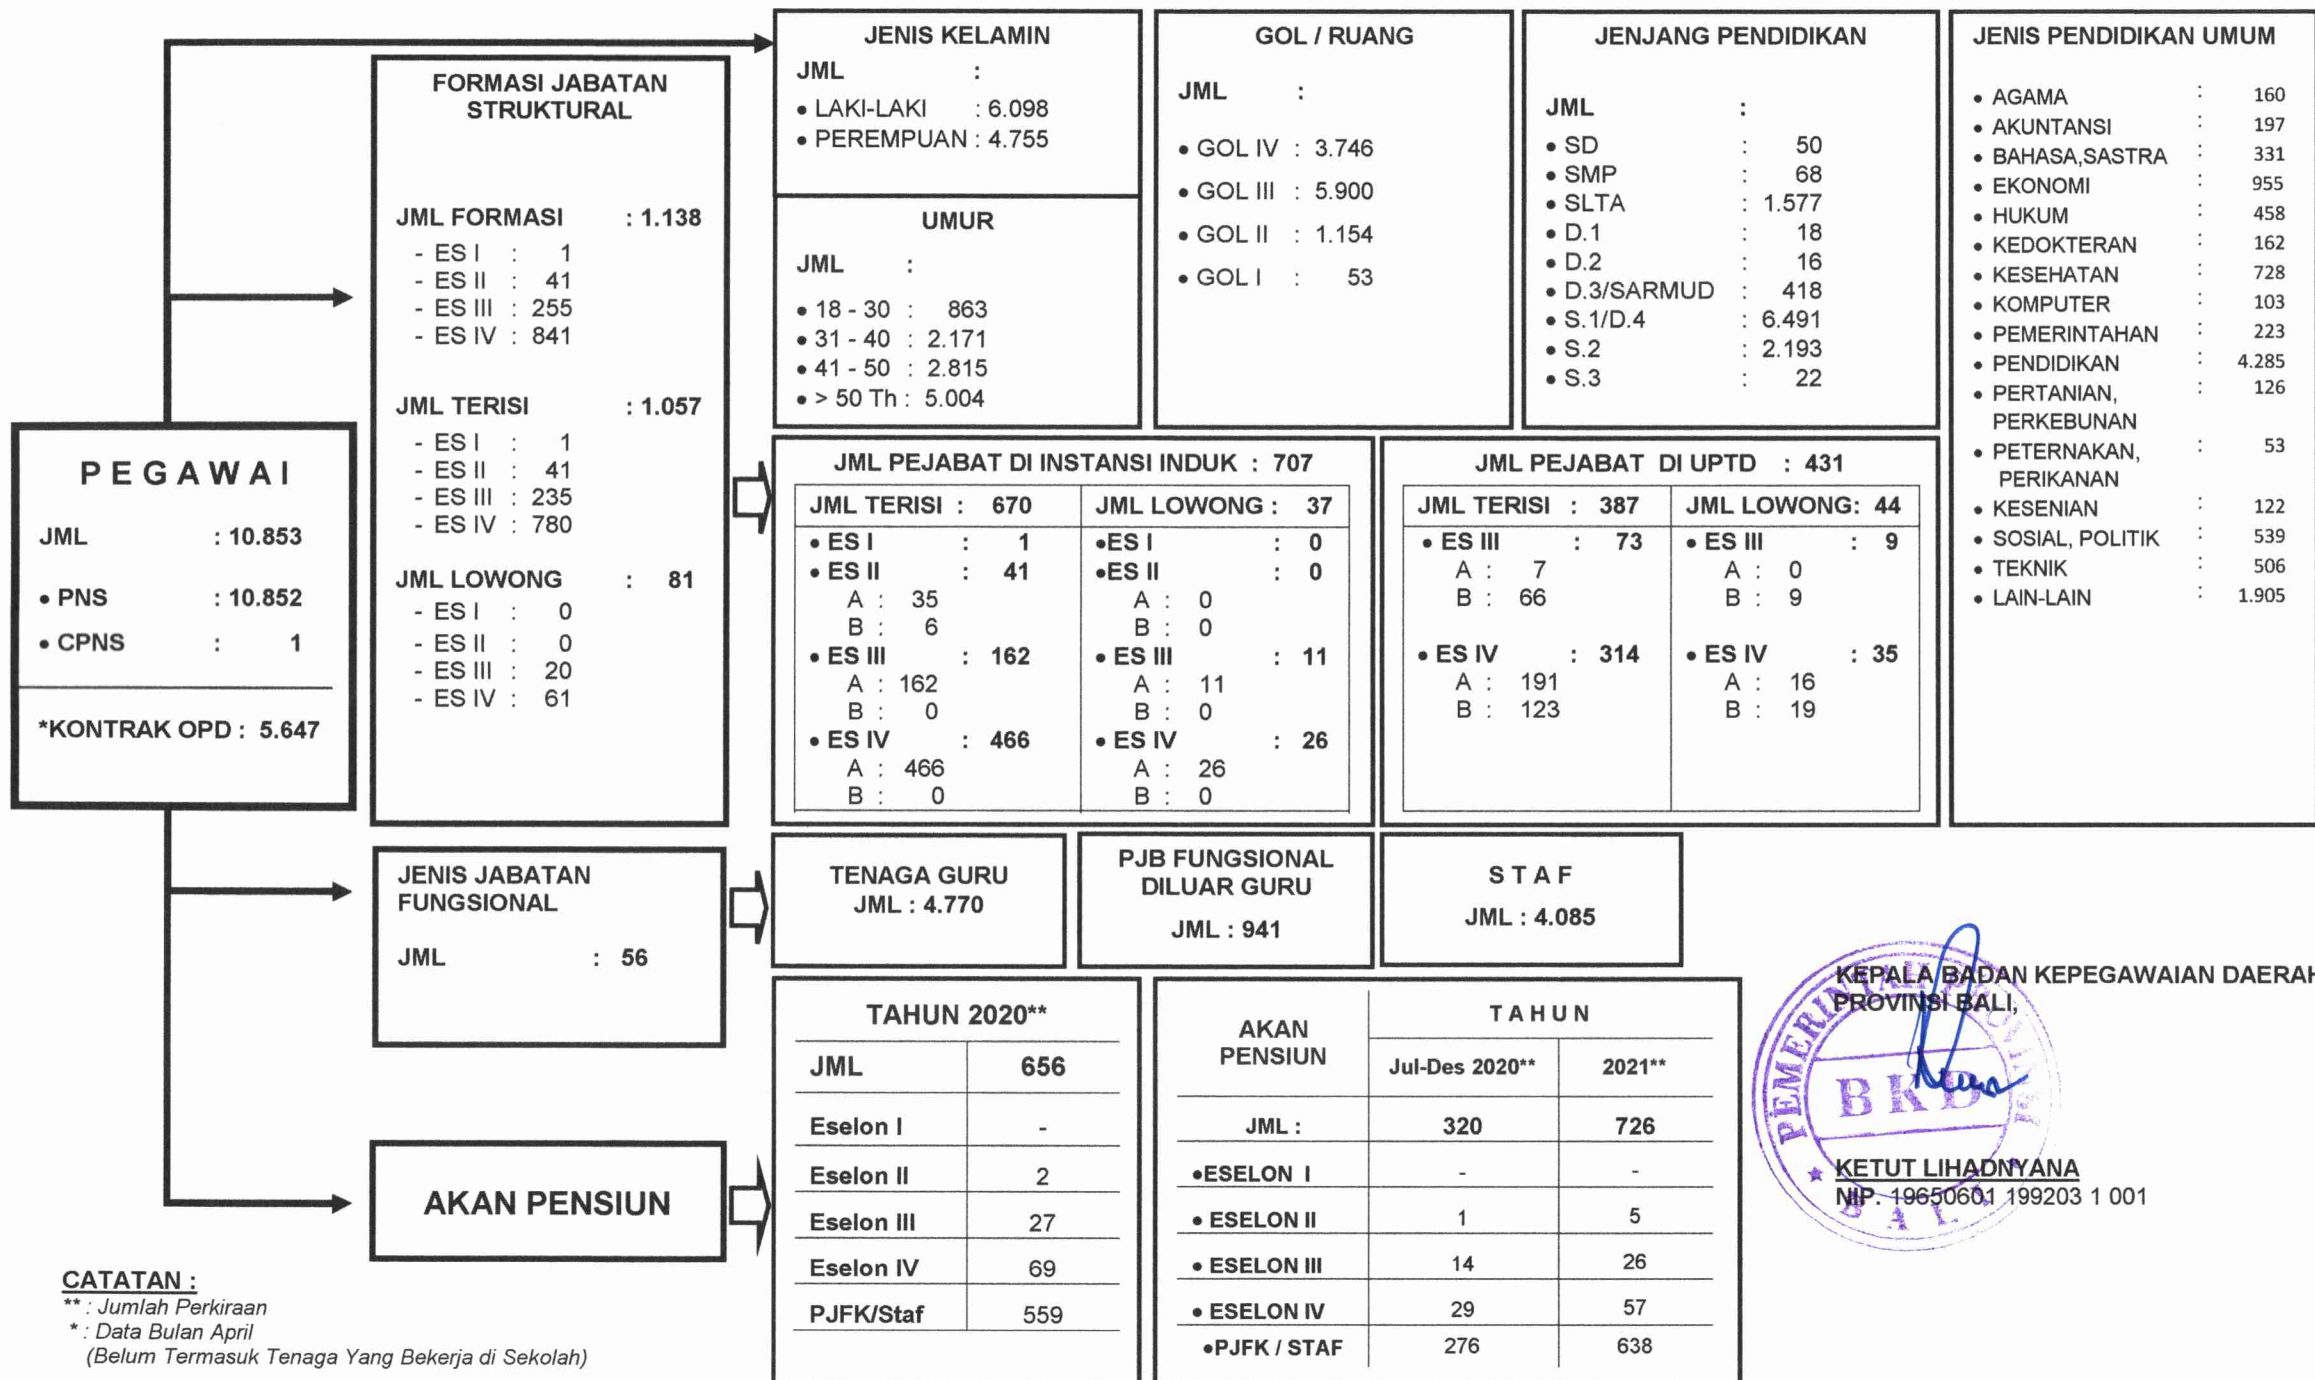 JENIS KELAMIN
JML :
• LAKI-LAKI : 6.098
• PEREMPUAN : 4.755
GOL / RUANG
JML :
• GOL IV : 3.746
• GOL III : 5.900
• GOL II : 1.154
• GOL I : 53
JENJANG PENDIDIKAN
JML :
• SD : 50
• SMP : 68
• SLTA : 1.577
• D.1 : 18
• D.2 : 16
• D.3/SARMUD : 418
• S.1/D.4 : 6.491
• S.2 : 2.193
• S.3 : 22
JENIS PENDIDIKAN UMUM
• AGAMA : 160
• AKUNTANSI : 197
• BAHASA,SASTRA : 331
• EKONOMI : 955
• HUKUM : 458
• KEDOKTERAN : 162
• KESEHATAN : 728
• KOMPUTER : 103
• PEMERINTAHAN : 223
• PENDIDIKAN : 4.285
• PERTANIAN, : 126
PERKEBUNAN
• PETERNAKAN, : 53
PERIKANAN
• KESENIAN : 122
• SOSIAL, POLITIK : 539
• TEKNIK : 506
• LAIN-LAIN : 1.905
UMUR
JML :
• 18 - 30 : 863
• 31 - 40 : 2.171
• 41 - 50 : 2.815
• > 50 Th : 5.004
FORMASI JABATAN
STRUKTURAL
JML FORMASI : 1.138
- ES I : 1
- ES II : 41
- ES III : 255
- ES IV : 841
JML TERISI : 1.057
- ES I : 1
- ES II : 41
- ES III : 235
- ES IV : 780
JML LOWONG : 81
- ES I : 0
- ES II : 0
- ES III : 20
- ES IV : 61
PEGAWAI
JML : 10.853
• PNS : 10.852
• CPNS : 1
*KONTRAK OPD : 5.647
JML PEJABAT DI INSTANSI INDUK : 707
JML TERISI : 670
• ES I : 1
• ES II : 41
A : 35
B : 6
• ES III : 162
A : 162
B : 0
• ES IV : 466
A : 466
B : 0
JML LOWONG : 37
•ES I : 0
•ES II : 0
A : 0
B : 0
• ES III : 11
A : 11
B : 0
• ES IV : 26
A : 26
B : 0
JML PEJABAT DI UPTD : 431
JML TERISI : 387
• ES III : 73
A : 7
B : 66
• ES IV : 314
A : 191
B : 123
JML LOWONG: 44
• ES III : 9
A : 0
B : 9
• ES IV : 35
A : 16
B : 19
JENIS JABATAN
FUNGSIONAL
JML : 56
TENAGA GURU
JML : 4.770
PJB FUNGSIONAL
DILUAR GURU
JML : 941
STAF
JML : 4.085
AKAN PENSIUN
TAHUN 2020**
JML 656
Eselon I -
Eselon II 2
Eselon III 27
Eselon IV 69
PJFK/Staf 559
AKAN
PENSIUN
TAHUN
Jul-Des 2020** 2021**
JML : 320 726
•ESELON I - -
• ESELON II 1 5
• ESELON III 14 26
• ESELON IV 29 57
•PJFK / STAF 276 638
KEPALA BADAN KEPEGAWAIAN DAERAH
PROVINSI BALI,
PEMERINTAH PROVINSI
BKD
BALI
KETUT LIHADNYANA
NIP. 19650601 199203 1 001
CATATAN :
** : Jumlah Perkiraan
* : Data Bulan April
(Belum Termasuk Tenaga Yang Bekerja di Sekolah)